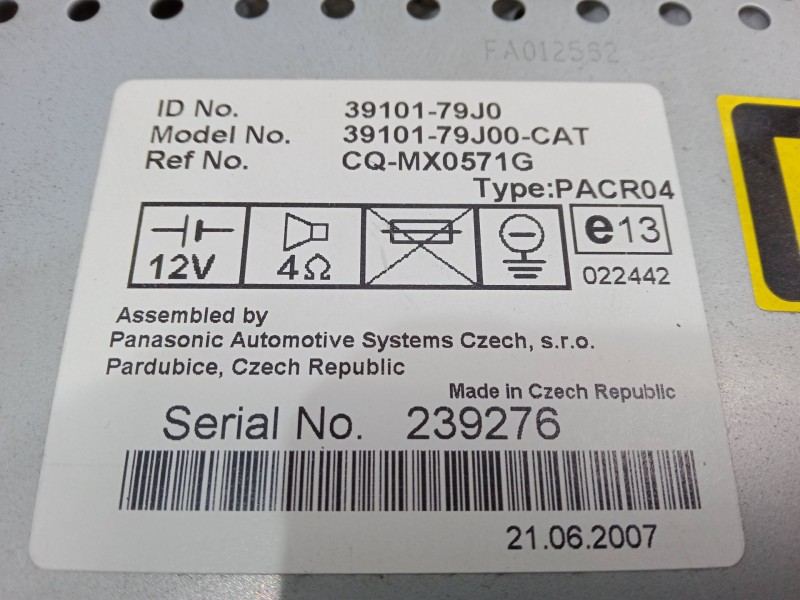 FA012562
ID No. 39101-79J0
Model No. 39101-79J00-CAT
Ref No. CQ-MX0571G
Type:PACR04
12V 4Ω e13
022442
Assembled by
Panasonic Automotive Systems Czech, s.r.o.
Pardubice, Czech Republic
Made in Czech Republic
Serial No. 239276
21.06.2007